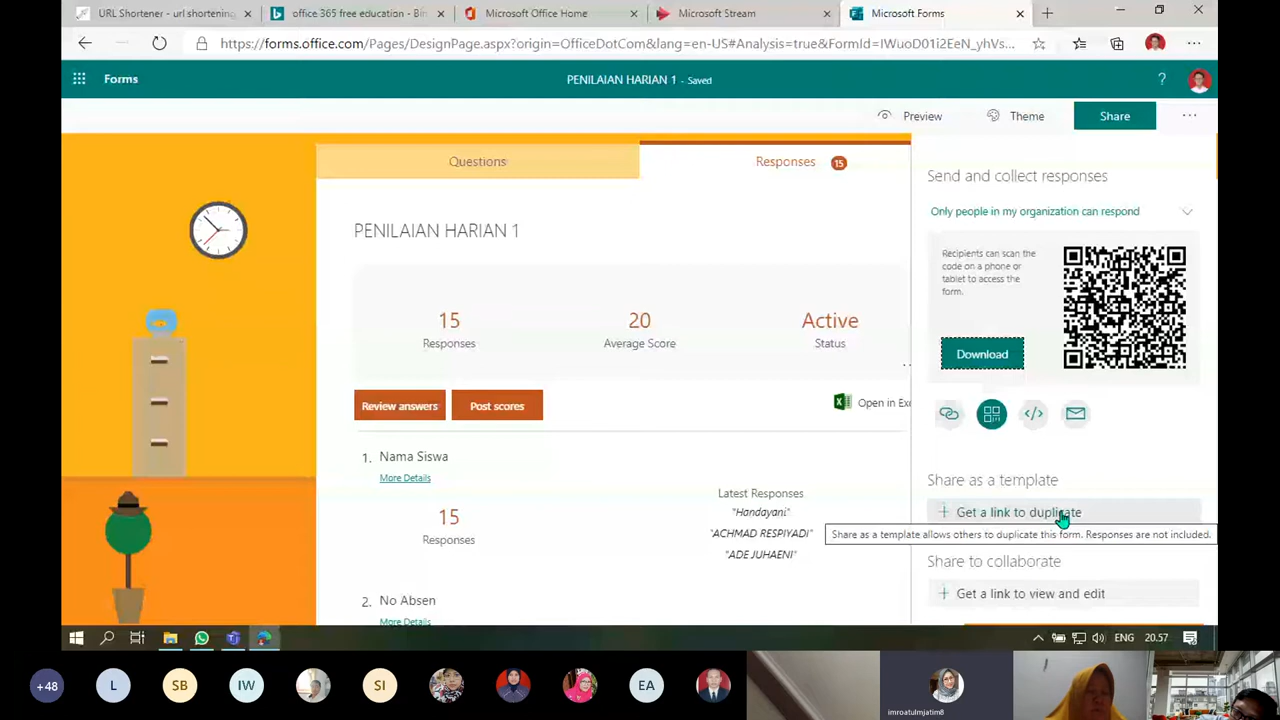 URL Shortener - url shortening
office 365 free education - Bin
Microsoft Office Home
Microsoft Stream
Microsoft Forms
https://forms.office.com/Pages/DesignPage.aspx?origin=OfficeDotCom&lang=en-US#Analysis=true&FormId=IWuoD01i2EeN_yhVs...
Forms
PENILAIAN HARIAN 1 - Saved
?
Preview
Theme
Share
Questions
Responses 15
Send and collect responses
Only people in my organization can respond
PENILAIAN HARIAN 1
Recipients can scan the
code on a phone or
tablet to access the
form.
Download
15
Responses
20
Average Score
Active
Status
Review answers
Post scores
Open in Exc
1. Nama Siswa
More Details
15
Responses
Latest Responses
"Handayani."
"ACHMAD RESPIYADI"
"ADE JUHAENI"
Share as a template
Get a link to duplicate
Share as a template allows others to duplicate this form. Responses are not included.
Share to collaborate
Get a link to view and edit
2. No Absen
More Details
ENG
20.57
+48
L
SB
IW
SI
EA
imroatulmjatim8